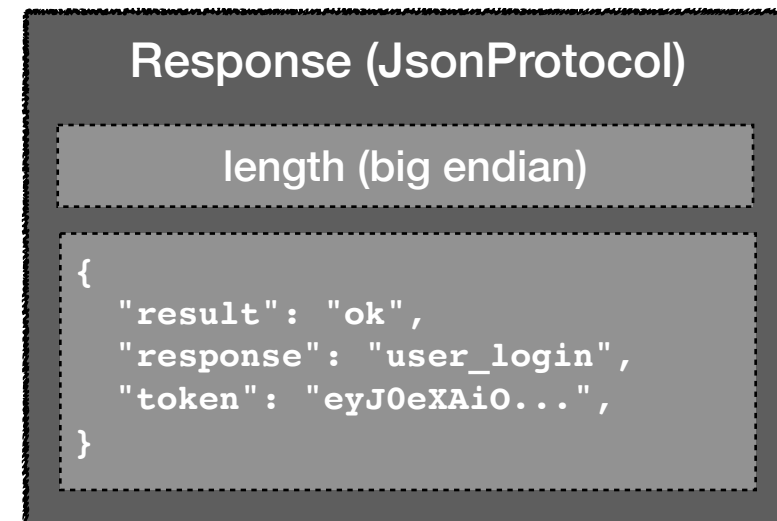 Response (JsonProtocol)
length (big endian)
{
  "result": "ok",
  "response": "user_login",
  "token": "eyJ0eXAiO...",
}